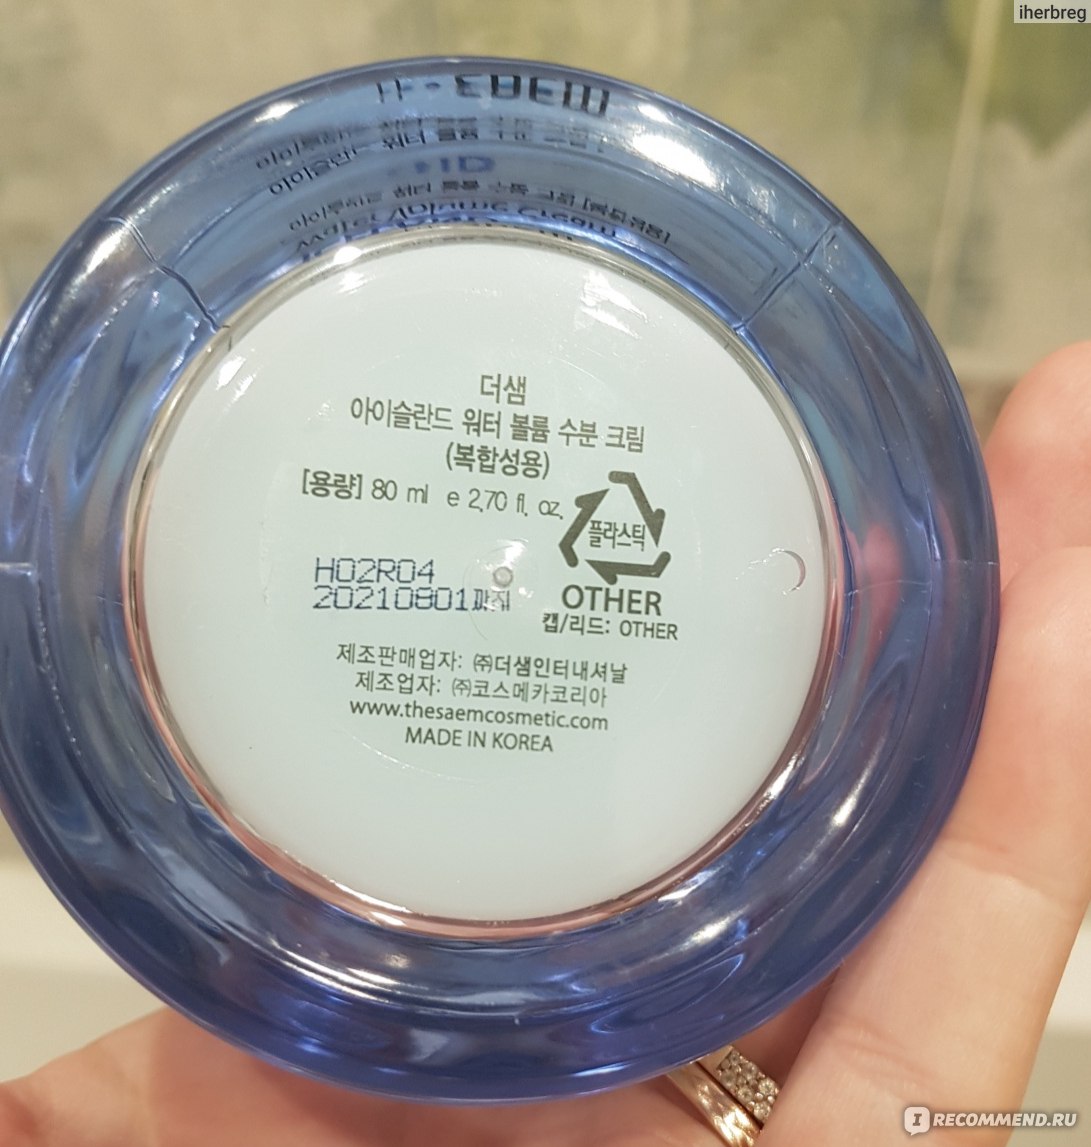 iherbreg
더샘
아이슬란드 워터 볼륨 수분 크림
(복합성용)
[용량] 80 ml e 2.70 fl. oz.
플라스틱
H02R04
20210801까지
OTHER
캡/리드: OTHER
제조판매업자: ㈜더샘인터내셔날
제조업자: ㈜코스메카코리아
www.thesaemcosmetic.com
MADE IN KOREA
IRECOMMEND.RU